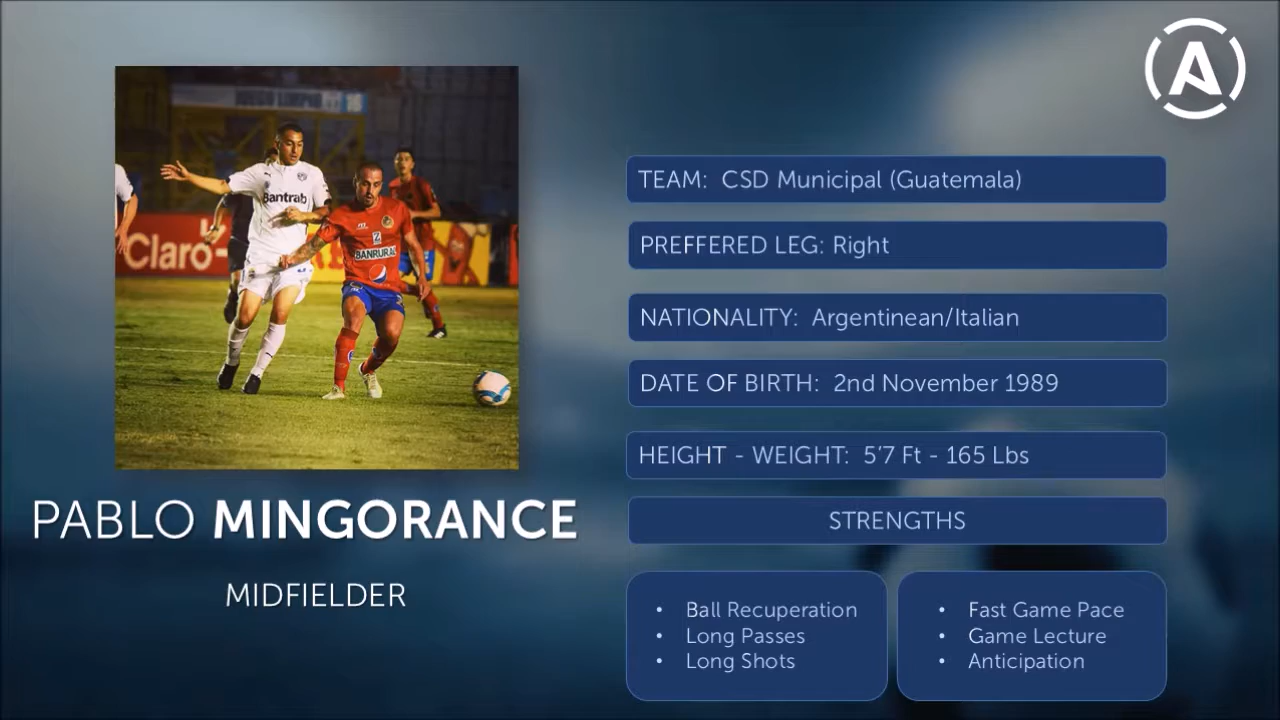 A
Bantrab
Claro
BANRURAL
PABLO MINGORANCE
MIDFIELDER
TEAM: CSD Municipal (Guatemala)
PREFFERED LEG: Right
NATIONALITY: Argentinean/Italian
DATE OF BIRTH: 2nd November 1989
HEIGHT - WEIGHT: 5'7 Ft - 165 Lbs
STRENGTHS
• Ball Recuperation
• Long Passes
• Long Shots
• Fast Game Pace
• Game Lecture
• Anticipation